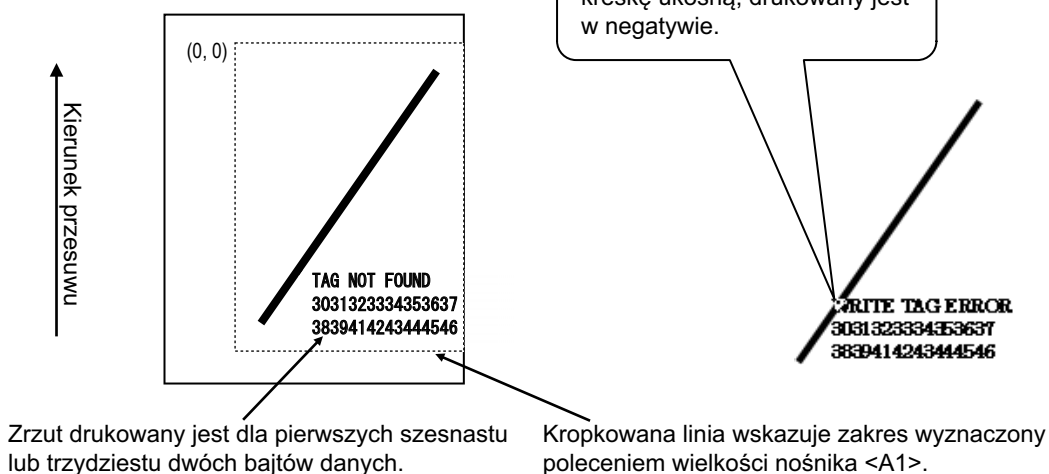 kreskę ukośną, drukowany jest
w negatywie.
(0, 0)
Kierunek przesuwu
TAG NOT FOUND
3031323334353637
3839414243444546
WRITE TAG ERROR
3031323334353637
3839414243444546
Zrzut drukowany jest dla pierwszych szesnastu
lub trzydziestu dwóch bajtów danych.
Kropkowana linia wskazuje zakres wyznaczony
poleceniem wielkości nośnika <A1>.